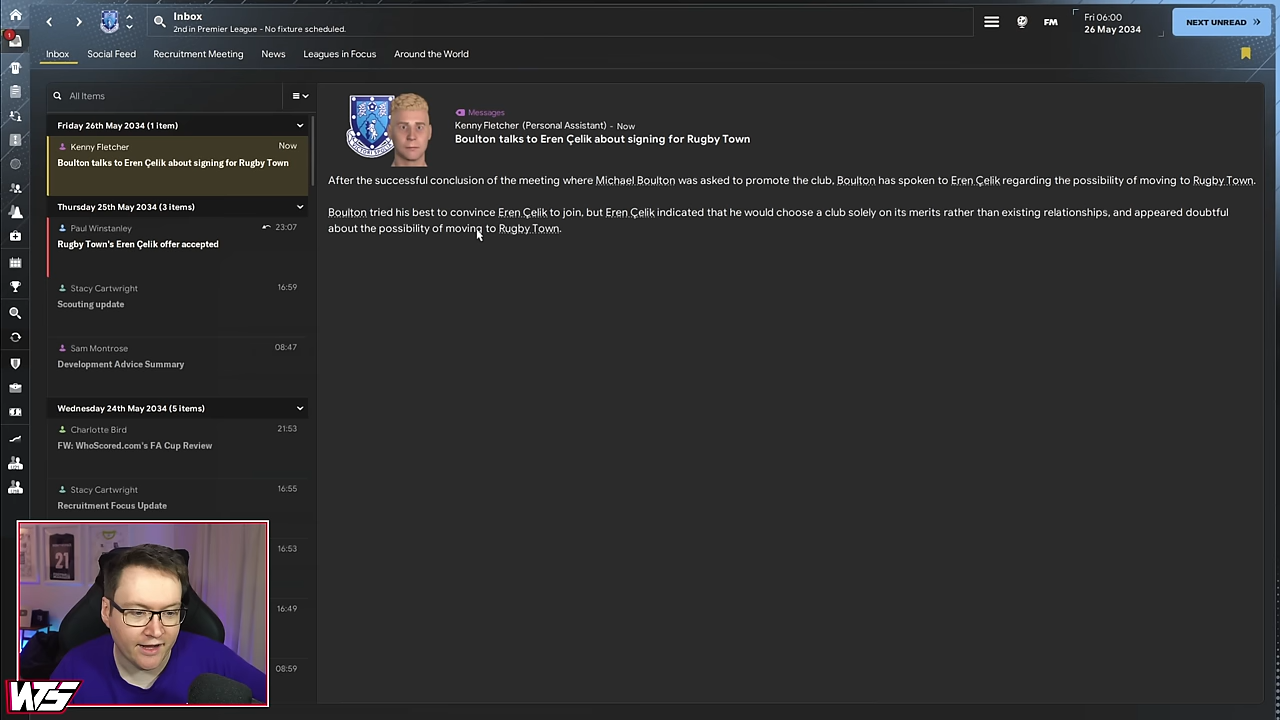 Inbox
2nd in Premier League - No fixture scheduled.
FM
Fri 06:00
26 May 2034
NEXT UNREAD
1
Inbox
Social Feed
Recruitment Meeting
News
Leagues in Focus
Around the World
All Items
Friday 26th May 2034 (1 item)
Kenny Fletcher
Now
Boulton talks to Eren Çelik about signing for Rugby Town
Thursday 25th May 2034 (3 items)
Paul Winstanley
23:07
Rugby Town's Eren Çelik offer accepted
Stacy Cartwright
16:59
Scouting update
Sam Montrose
08:47
Development Advice Summary
Wednesday 24th May 2034 (5 items)
Charlotte Bird
21:53
FW: WhoScored.com's FA Cup Review
Stacy Cartwright
16:55
Recruitment Focus Update
16:53
16:49
08:59
Messages
Kenny Fletcher (Personal Assistant) - Now
Boulton talks to Eren Çelik about signing for Rugby Town
After the successful conclusion of the meeting where Michael Boulton was asked to promote the club, Boulton has spoken to Eren Çelik regarding the possibility of moving to Rugby Town.
Boulton tried his best to convince Eren Çelik to join, but Eren Çelik indicated that he would choose a club solely on its merits rather than existing relationships, and appeared doubtful
about the possibility of moving to Rugby Town.
21
WTS